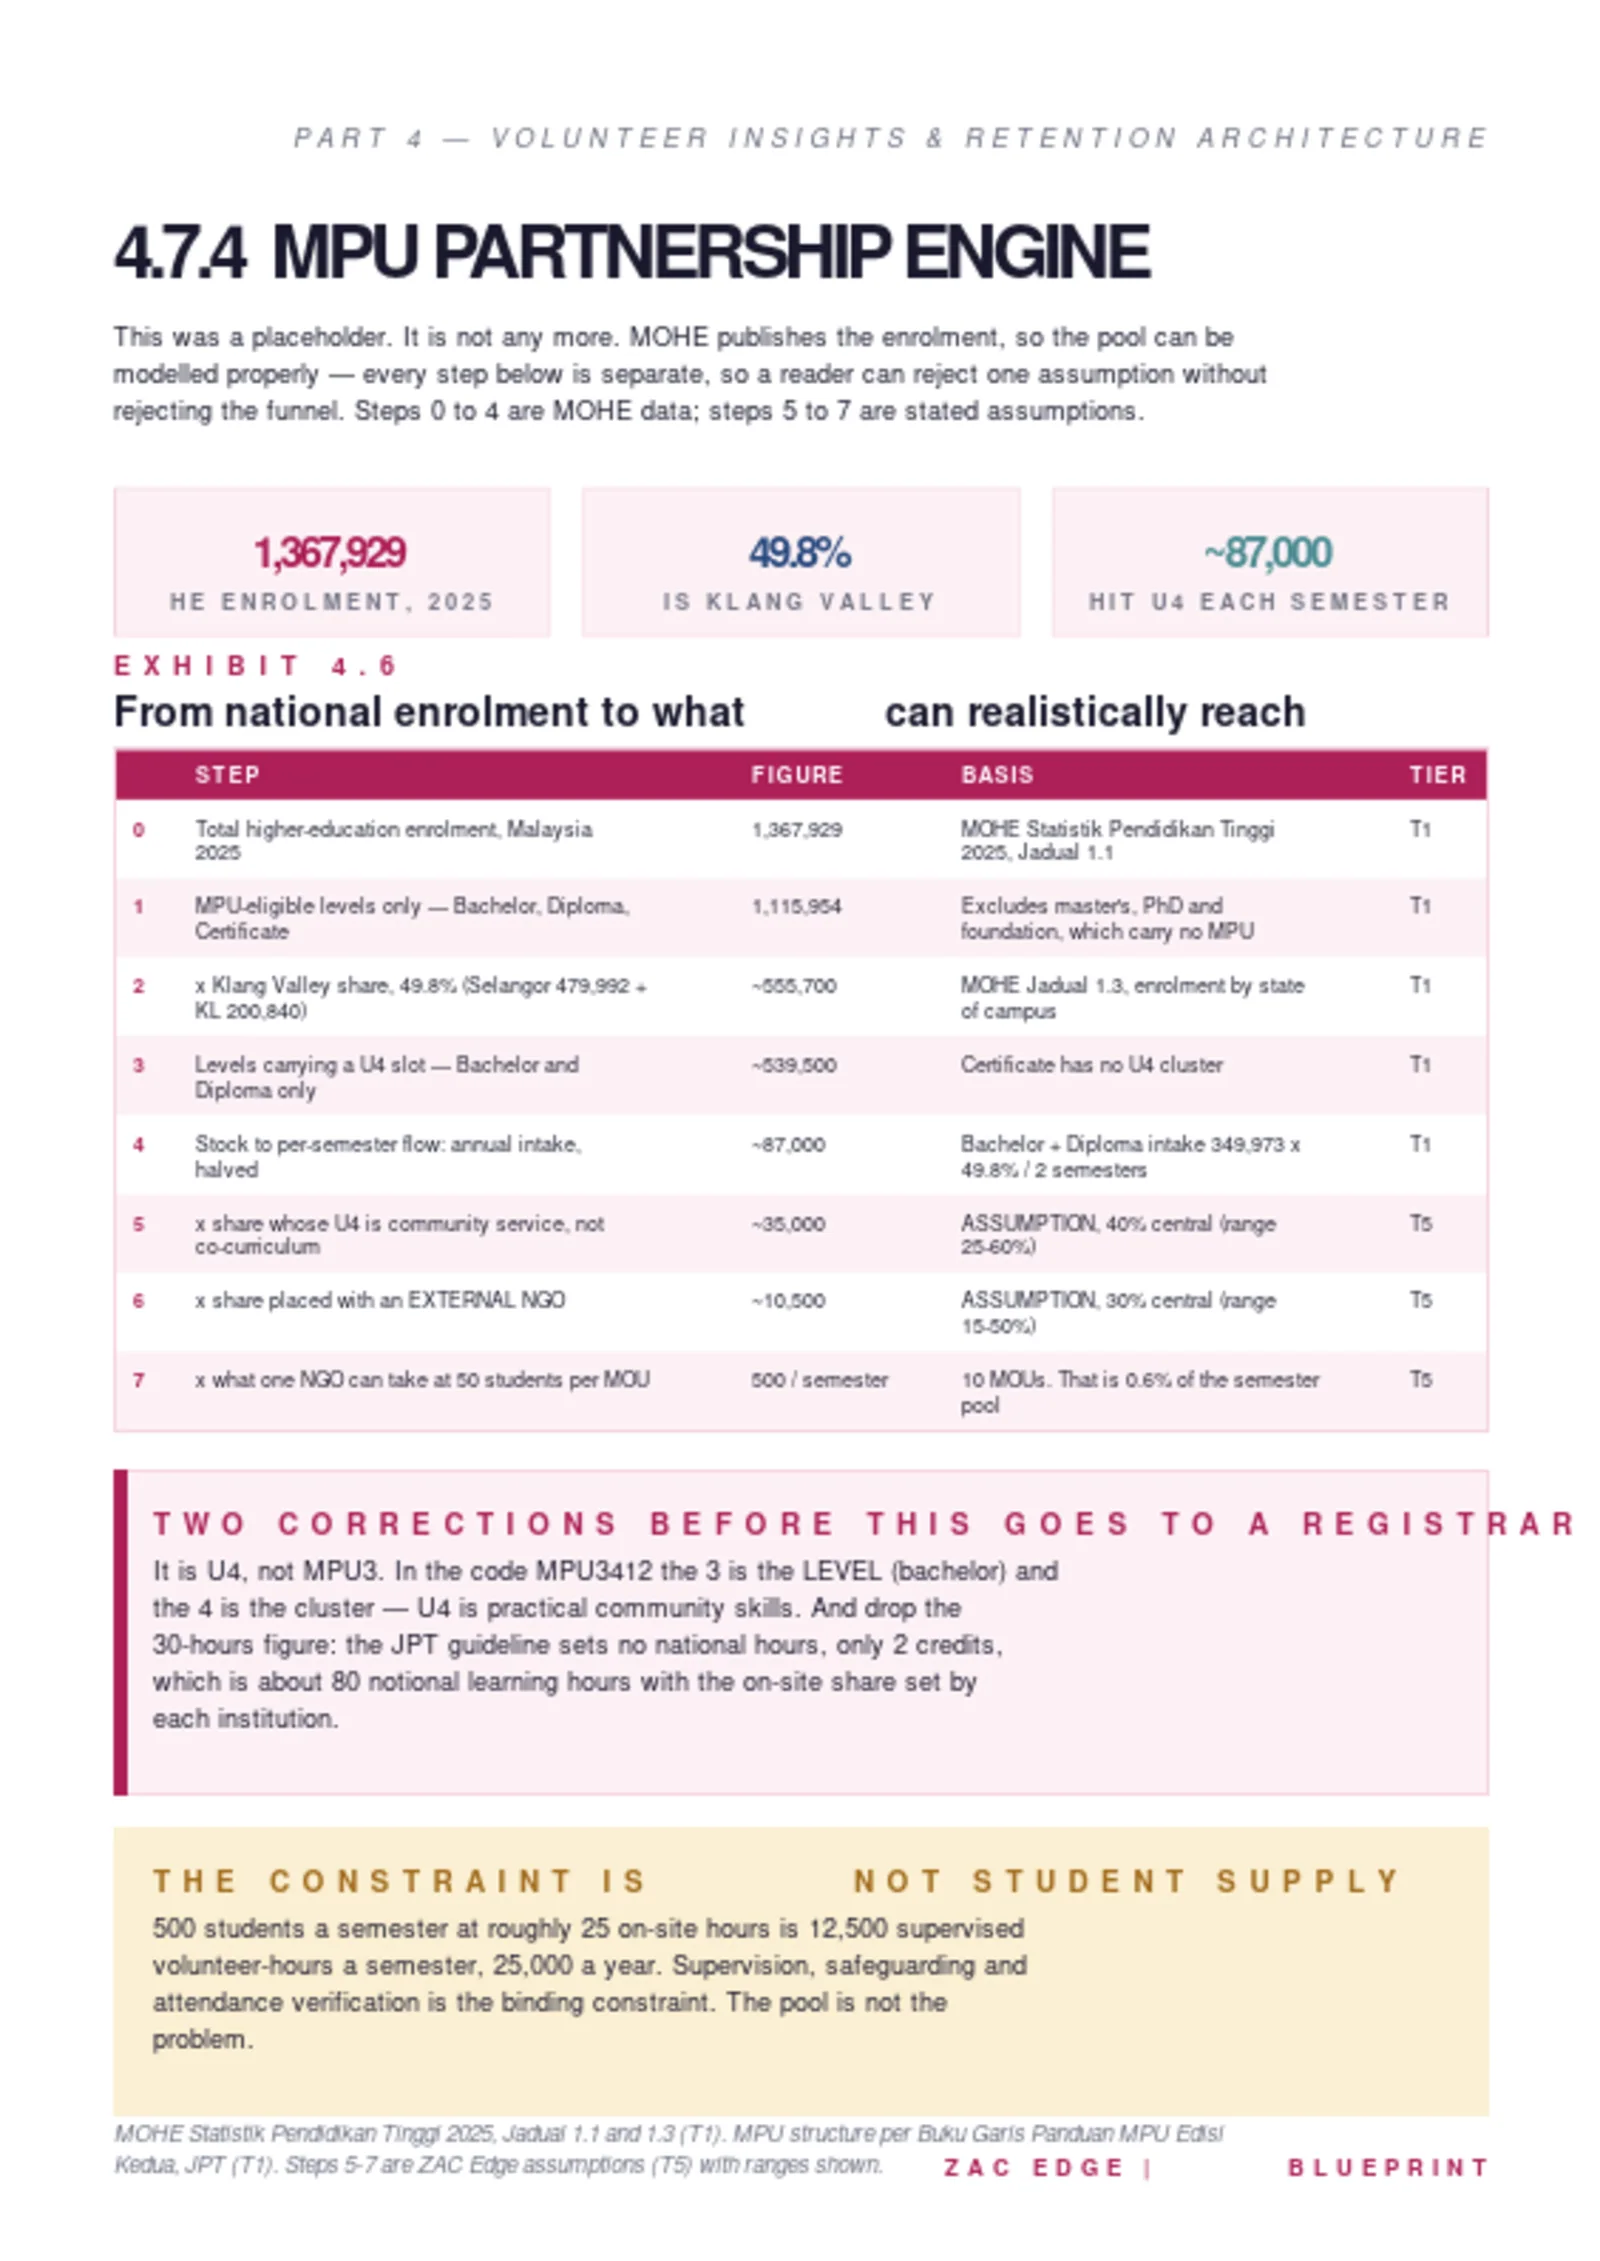 PART 4 — VOLUNTEER INSIGHTS & RETENTION ARCHITECTURE
4.7.4 MPU PARTNERSHIP ENGINE
This was a placeholder. It is not any more. MOHE publishes the enrolment, so the pool can be
modelled properly — every step below is separate, so a reader can reject one assumption without
rejecting the funnel. Steps 0 to 4 are MOHE data; steps 5 to 7 are stated assumptions.
1,367,929
HE ENROLMENT, 2025
49.8%
IS KLANG VALLEY
~87,000
HIT U4 EACH SEMESTER
EXHIBIT 4.6
From national enrolment to what can realistically reach
STEP FIGURE BASIS TIER
0 Total higher-education enrolment, Malaysia 1,367,929 MOHE Statistik Pendidikan Tinggi T1
2025 2025, Jadual 1.1
1 MPU-eligible levels only — Bachelor, Diploma, 1,115,954 Excludes master's, PhD and T1
Certificate foundation, which carry no MPU
2 x Klang Valley share, 49.8% (Selangor 479,992 + ~555,700 MOHE Jadual 1.3, enrolment by state T1
KL 200,840) of campus
3 Levels carrying a U4 slot — Bachelor and ~539,500 Certificate has no U4 cluster T1
Diploma only
4 Stock to per-semester flow: annual intake, ~87,000 Bachelor + Diploma intake 349,973 x T1
halved 49.8% / 2 semesters
5 x share whose U4 is community service, not ~35,000 ASSUMPTION, 40% central (range T5
co-curriculum 25-60%)
6 x share placed with an EXTERNAL NGO ~10,500 ASSUMPTION, 30% central (range T5
15-50%)
7 x what one NGO can take at 50 students per MOU 500 / semester 10 MOUs. That is 0.6% of the semester T5
pool
TWO CORRECTIONS BEFORE THIS GOES TO A REGISTRAR
It is U4, not MPU3. In the code MPU3412 the 3 is the LEVEL (bachelor) and
the 4 is the cluster — U4 is practical community skills. And drop the
30-hours figure: the JPT guideline sets no national hours, only 2 credits,
which is about 80 notional learning hours with the on-site share set by
each institution.
THE CONSTRAINT IS NOT STUDENT SUPPLY
500 students a semester at roughly 25 on-site hours is 12,500 supervised
volunteer-hours a semester, 25,000 a year. Supervision, safeguarding and
attendance verification is the binding constraint. The pool is not the
problem.
MOHE Statistik Pendidikan Tinggi 2025, Jadual 1.1 and 1.3 (T1). MPU structure per Buku Garis Panduan MPU Edisi
Kedua, JPT (T1). Steps 5-7 are ZAC Edge assumptions (T5) with ranges shown.
ZAC EDGE | BLUEPRINT